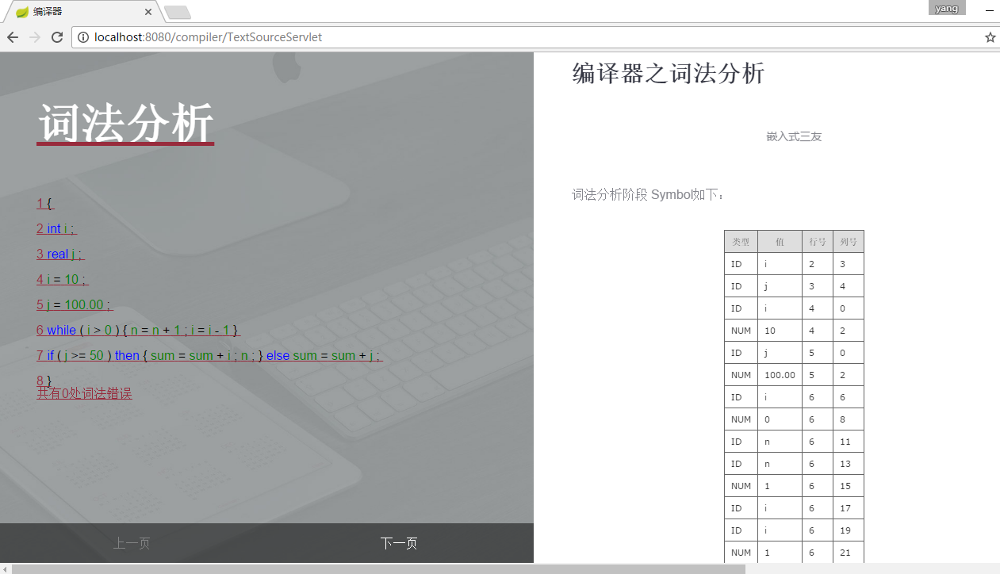 编译器
yang
localhost:8080/compiler/TextSourceServlet
词法分析
1 {
2 int i ;
3 real j ;
4 i = 10 ;
5 j = 100.00 ;
6 while ( i > 0 ) { n = n + 1 ; i = i - 1 }
7 if ( j >= 50 ) then { sum = sum + i ; n ; } else sum = sum + j ;
8 }
共有0处词法错误
上一页
下一页
编译器之词法分析
嵌入式三友
词法分析阶段 Symbol如下：
类型 值 行号 列号
ID i 2 3
ID j 3 4
ID i 4 0
NUM 10 4 2
ID j 5 0
NUM 100.00 5 2
ID i 6 6
NUM 0 6 8
ID n 6 11
ID n 6 13
NUM 1 6 15
ID i 6 17
ID i 6 19
NUM 1 6 21